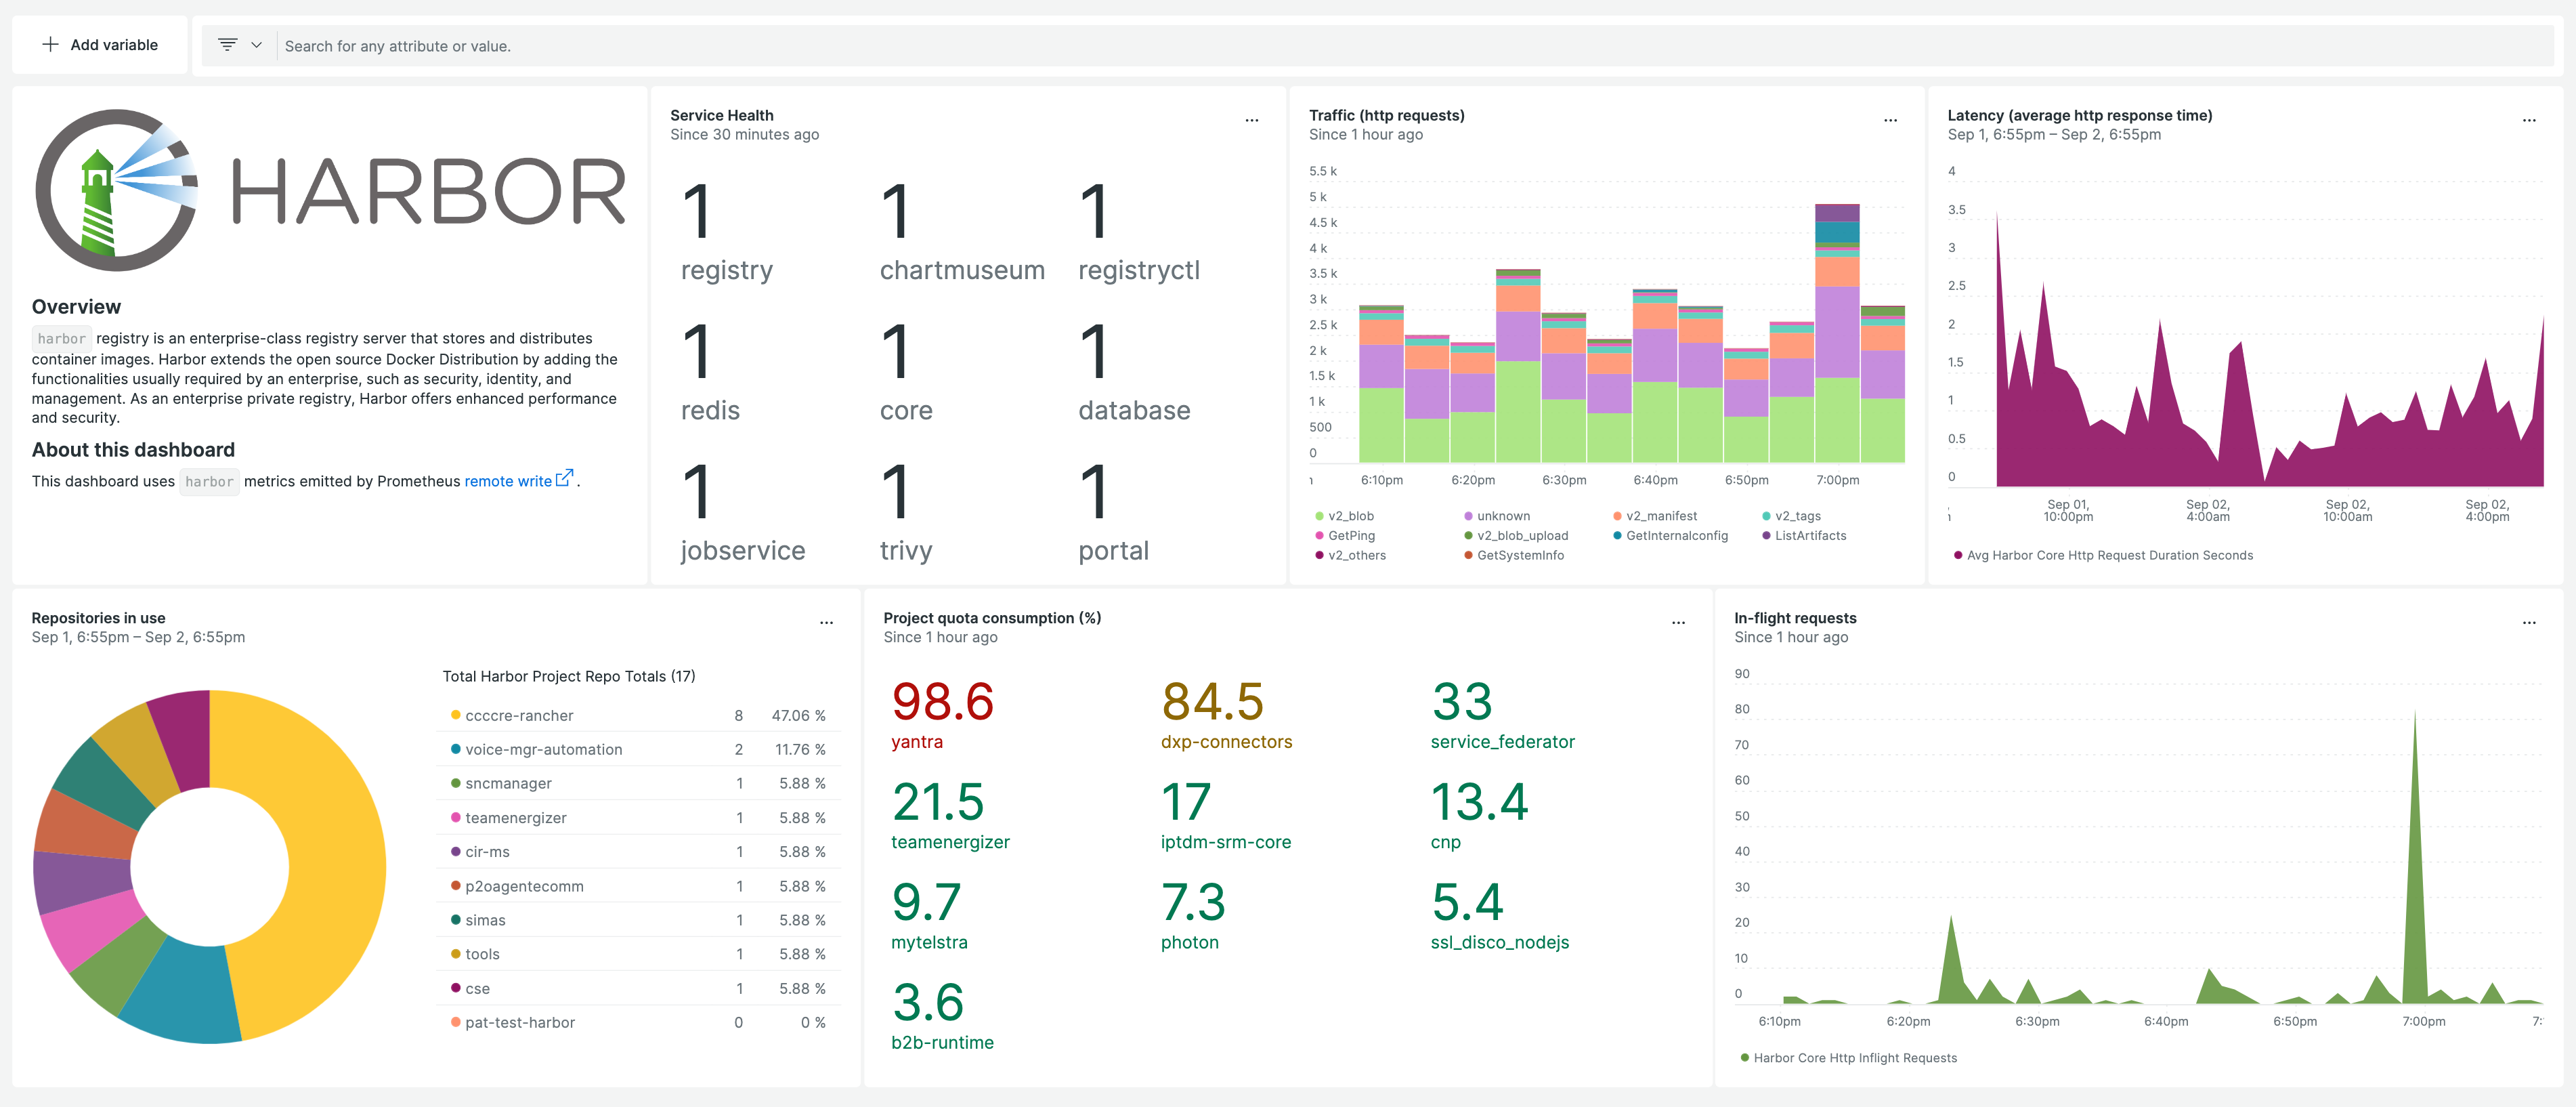 Add variable
Search for any attribute or value.
HARBOR
Overview
harbor registry is an enterprise-class registry server that stores and distributes
container images. Harbor extends the open source Docker Distribution by adding the
functionalities usually required by an enterprise, such as security, identity, and
management. As an enterprise private registry, Harbor offers enhanced performance
and security.
About this dashboard
This dashboard uses harbor metrics emitted by Prometheus remote write .
Service Health
Since 30 minutes ago
1 1 1
registry chartmuseum registryctl
1 1 1
redis core database
1 1 1
jobservice trivy portal
Traffic (http requests)
Since 1 hour ago
5.5 k
5 k
4.5 k
4 k
3.5 k
3 k
2.5 k
2 k
1.5 k
1 k
500
0
6:10pm 6:20pm 6:30pm 6:40pm 6:50pm 7:00pm
v2_blob unknown v2_manifest v2_tags
GetPing v2_blob_upload GetInternalconfig ListArtifacts
v2_others GetSystemInfo
Latency (average http response time)
Sep 1, 6:55pm – Sep 2, 6:55pm
4
3.5
3
2.5
2
1.5
1
0.5
0
Sep 01, Sep 02, Sep 02, Sep 02,
10:00pm 4:00am 10:00am 4:00pm
Avg Harbor Core Http Request Duration Seconds
Repositories in use
Sep 1, 6:55pm – Sep 2, 6:55pm
Total Harbor Project Repo Totals (17)
ccccre-rancher 8 47.06 %
voice-mgr-automation 2 11.76 %
sncmanager 1 5.88 %
teamenergizer 1 5.88 %
cir-ms 1 5.88 %
p2oagentecomm 1 5.88 %
simas 1 5.88 %
tools 1 5.88 %
cse 1 5.88 %
pat-test-harbor 0 0 %
Project quota consumption (%)
Since 1 hour ago
98.6 84.5 33
yantra dxp-connectors service_federator
21.5 17 13.4
teamenergizer iptdm-srm-core cnp
9.7 7.3 5.4
mytelstra photon ssl_disco_nodejs
3.6
b2b-runtime
In-flight requests
Since 1 hour ago
90
80
70
60
50
40
30
20
10
0
6:10pm 6:20pm 6:30pm 6:40pm 6:50pm 7:00pm 7:
Harbor Core Http Inflight Requests